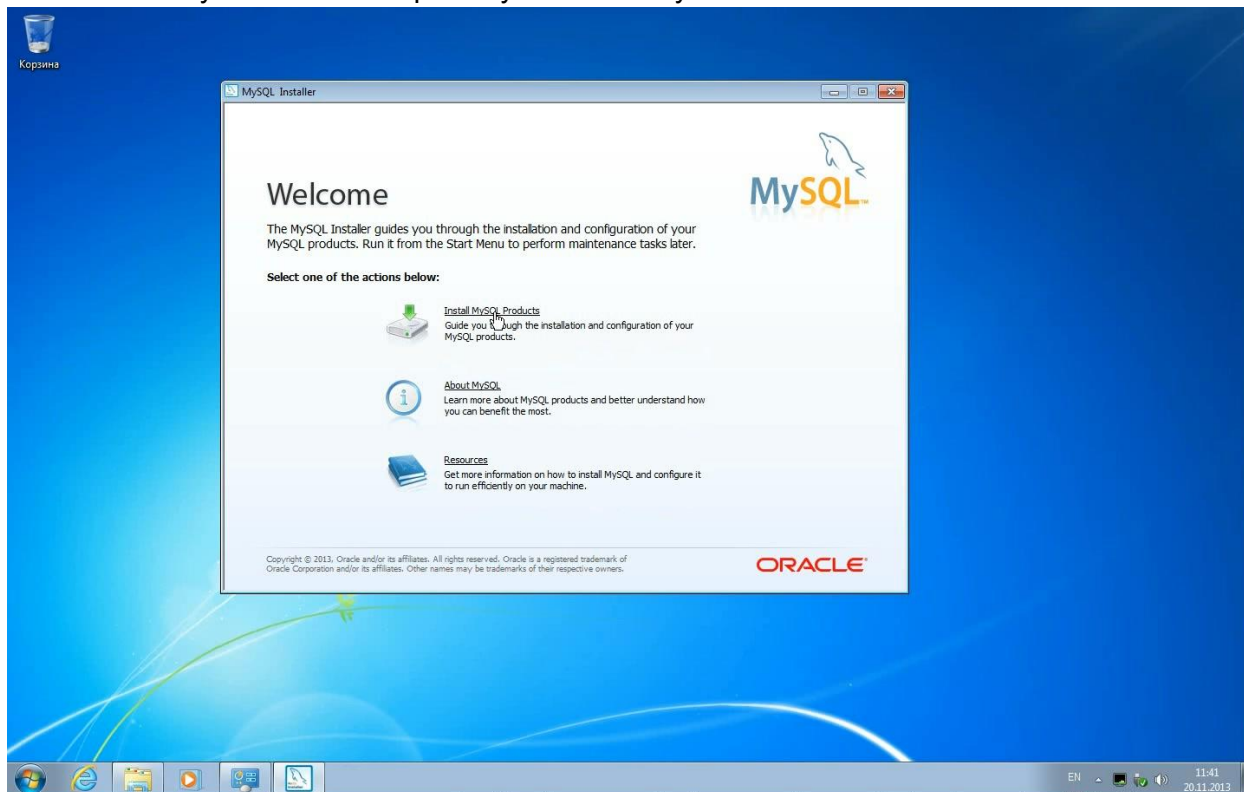 Корзина
MySQL Installer
MySQL
Welcome
The MySQL Installer guides you through the installation and configuration of your
MySQL products. Run it from the Start Menu to perform maintenance tasks later.
Select one of the actions below:
Install MySQL Products
Guide you through the installation and configuration of your
MySQL products.
About MySQL
Learn more about MySQL products and better understand how
you can benefit the most.
Resources
Get more information on how to install MySQL and configure it
to run efficiently on your machine.
Copyright © 2013, Oracle and/or its affiliates. All rights reserved. Oracle is a registered trademark of
Oracle Corporation and/or its affiliates. Other names may be trademarks of their respective owners.
ORACLE
EN
11:41
20.11.2013